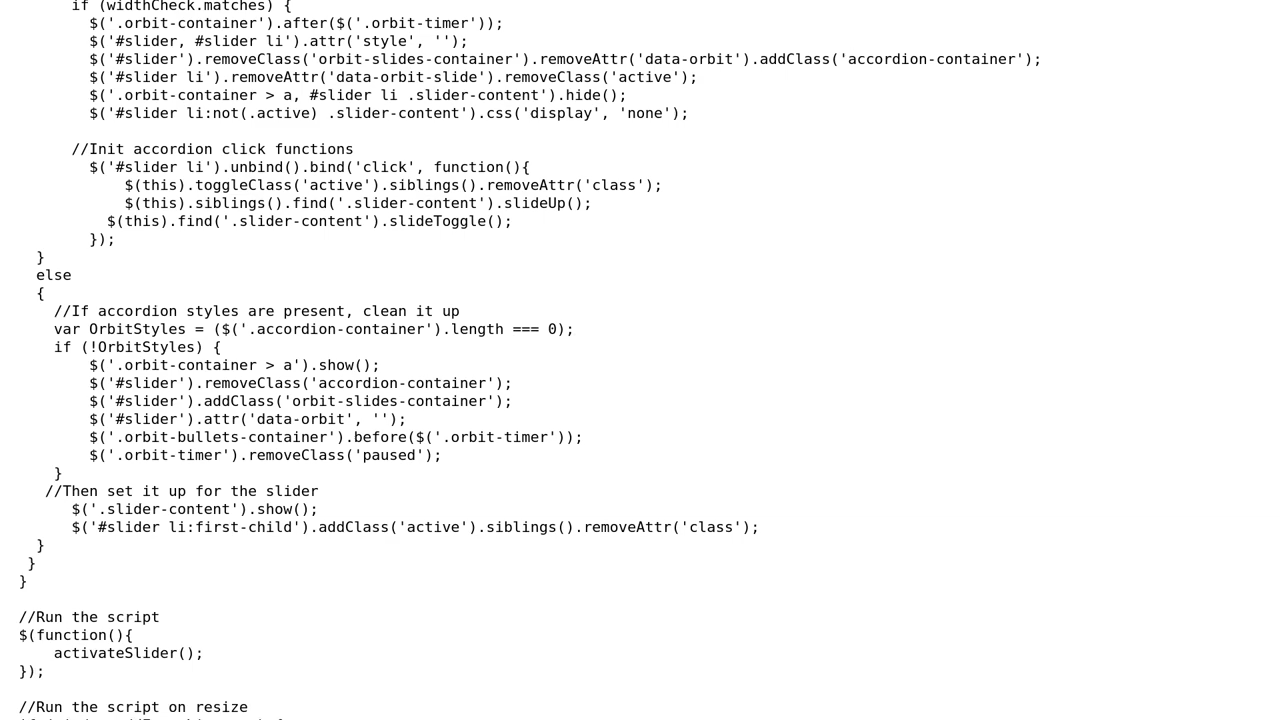 if (widthCheck.matches) {
$('.orbit-container').after($('.orbit-timer'));
$('#slider, #slider li').attr('style', '');
$('#slider').removeClass('orbit-slides-container').removeAttr('data-orbit').addClass('accordion-container');
$('#slider li').removeAttr('data-orbit-slide').removeClass('active');
$('.orbit-container > a, #slider li .slider-content').hide();
$('#slider li:not(.active) .slider-content').css('display', 'none');
//Init accordion click functions
$('#slider li').unbind().bind('click', function(){
$(this).toggleClass('active').siblings().removeAttr('class');
$(this).siblings().find('.slider-content').slideUp();
$(this).find('.slider-content').slideToggle();
});
}
else
{
//If accordion styles are present, clean it up
var OrbitStyles = ($('.accordion-container').length === 0);
if (!OrbitStyles) {
$('.orbit-container > a').show();
$('#slider').removeClass('accordion-container');
$('#slider').addClass('orbit-slides-container');
$('#slider').attr('data-orbit', '');
$('.orbit-bullets-container').before($('.orbit-timer'));
$('.orbit-timer').removeClass('paused');
}
//Then set it up for the slider
$('.slider-content').show();
$('#slider li:first-child').addClass('active').siblings().removeAttr('class');
}
}
}
//Run the script
$(function(){
activateSlider();
});
//Run the script on resize